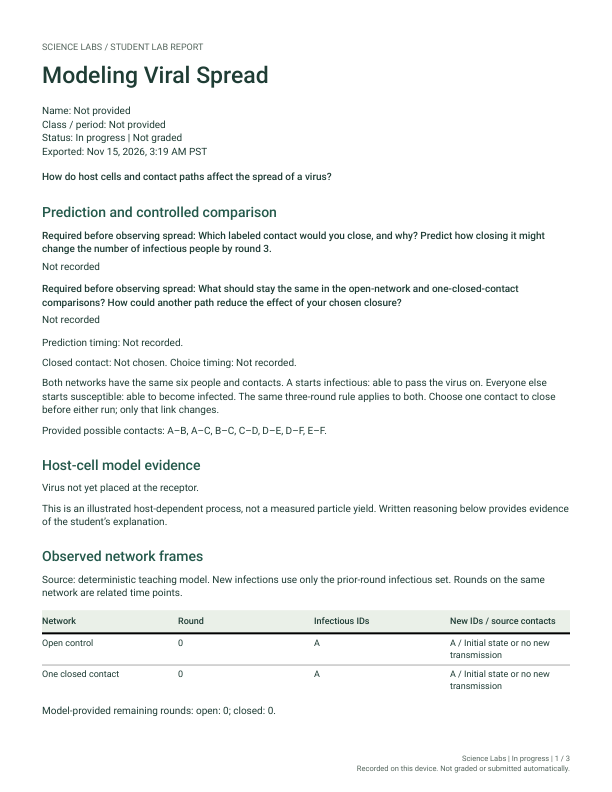 SCIENCE LABS / STUDENT LAB REPORT
Modeling Viral Spread
Name: Not provided
Class / period: Not provided
Status: In progress | Not graded
Exported: Nov 15, 2026, 3:19 AM PST
How do host cells and contact paths affect the spread of a virus?
Prediction and controlled comparison
Required before observing spread: Which labeled contact would you close, and why? Predict how closing it might
change the number of infectious people by round 3.
Not recorded
Required before observing spread: What should stay the same in the open-network and one-closed-contact
comparisons? How could another path reduce the effect of your chosen closure?
Not recorded
Prediction timing: Not recorded.
Closed contact: Not chosen. Choice timing: Not recorded.
Both networks have the same six people and contacts. A starts infectious: able to pass the virus on. Everyone else
starts susceptible: able to become infected. The same three-round rule applies to both. Choose one contact to close
before either run; only that link changes.
Provided possible contacts: A–B, A–C, B–C, C–D, D–E, D–F, E–F.
Host-cell model evidence
Virus not yet placed at the receptor.
This is an illustrated host-dependent process, not a measured particle yield. Written reasoning below provides evidence
of the student's explanation.
Observed network frames
Source: deterministic teaching model. New infections use only the prior-round infectious set. Rounds on the same
network are related time points.
Network Round Infectious IDs New IDs / source contacts
Open control 0 A A / Initial state or no new
transmission
One closed contact 0 A A / Initial state or no new
transmission
Model-provided remaining rounds: open: 0; closed: 0.
Science Labs | In progress | 1 / 3
Recorded on this device. Not graded or submitted automatically.